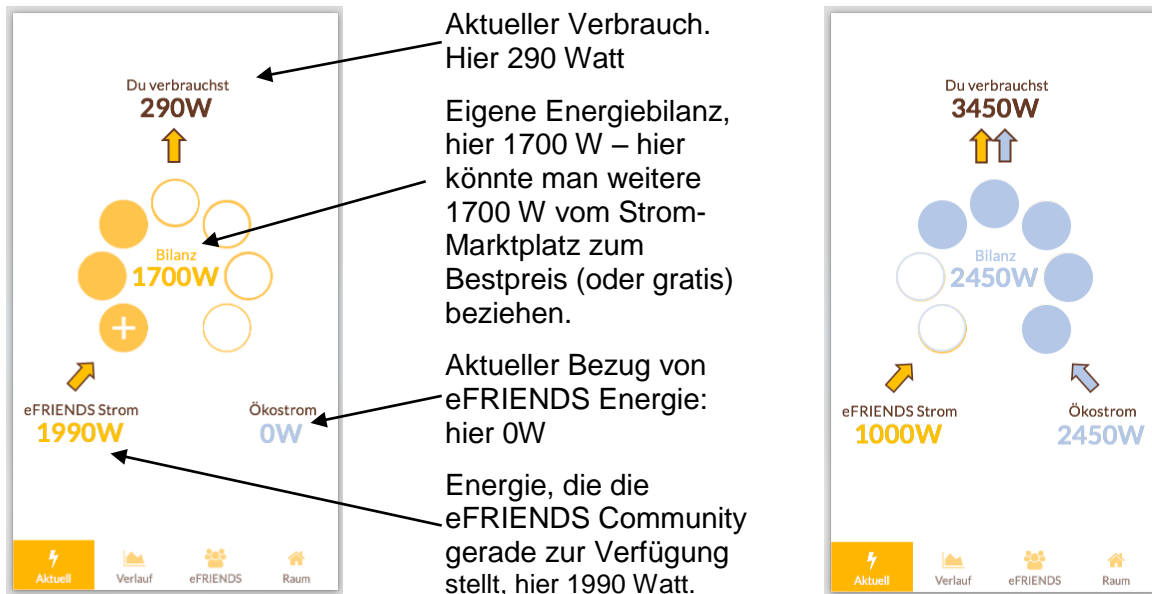 Du verbrauchst
290W
Bilanz
1700W
eFRIENDS Strom
1990W
Ökostrom
0W
Aktuell
Verlauf
eFRIENDS
Raum
Aktueller Verbrauch.
Hier 290 Watt
Eigene Energiebilanz,
hier 1700 W – hier
könnte man weitere
1700 W vom Strom-
Marktplatz zum
Bestpreis (oder gratis)
beziehen.
Aktueller Bezug von
eFRIENDS Energie:
hier 0W
Energie, die die
eFRIENDS Community
gerade zur Verfügung
stellt, hier 1990 Watt.
Du verbrauchst
3450W
Bilanz
2450W
eFRIENDS Strom
1000W
Ökostrom
2450W
Aktuell
Verlauf
eFRIENDS
Raum